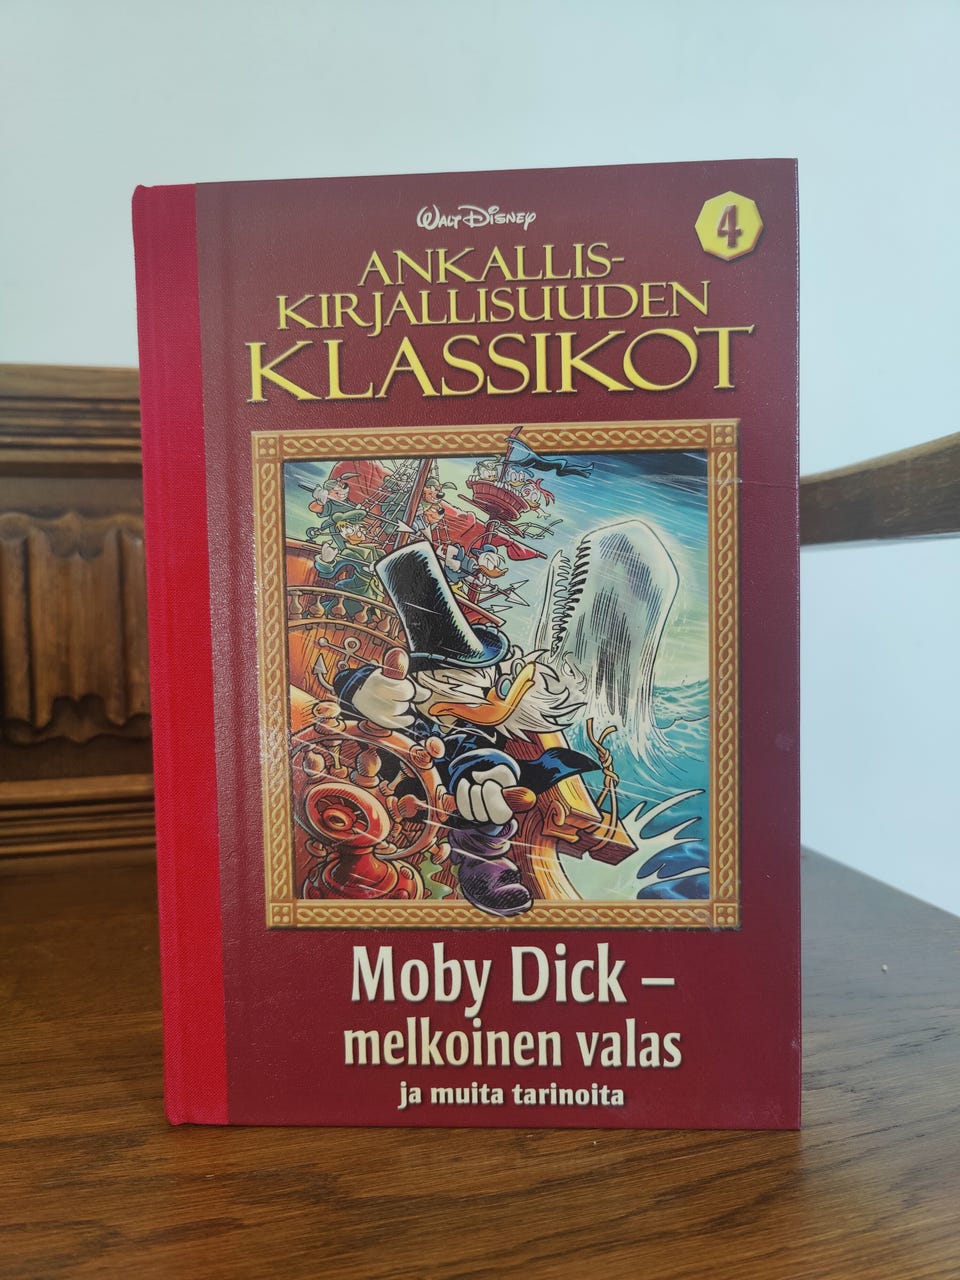 Walt Disney
4
ANKALLIS-
KIRJALLISUUDEN
KLASSIKOT
Moby Dick –
melkoinen valas
ja muita tarinoita